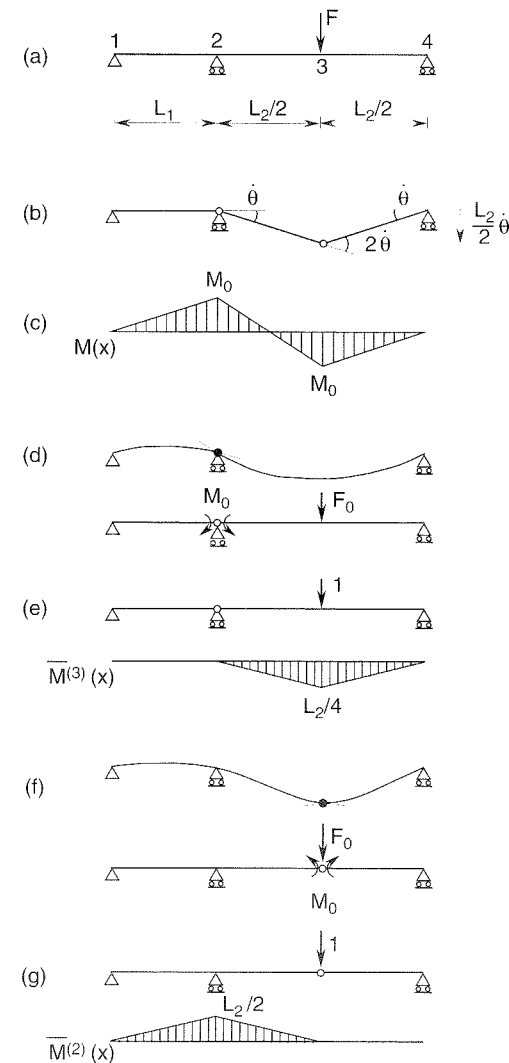 F
1 2 4
(a)
3
L₁ L₂/2 L₂/2
(b) θ̇ θ̇ L₂/2 θ̇
2θ̇
M₀
(c)
M(x)
M₀
(d)
M₀ F₀
1
(e)
M̅⁽³⁾(x)
L₂/4
(f)
F₀
M₀
1
(g)
L₂/2
M̅⁽²⁾(x)